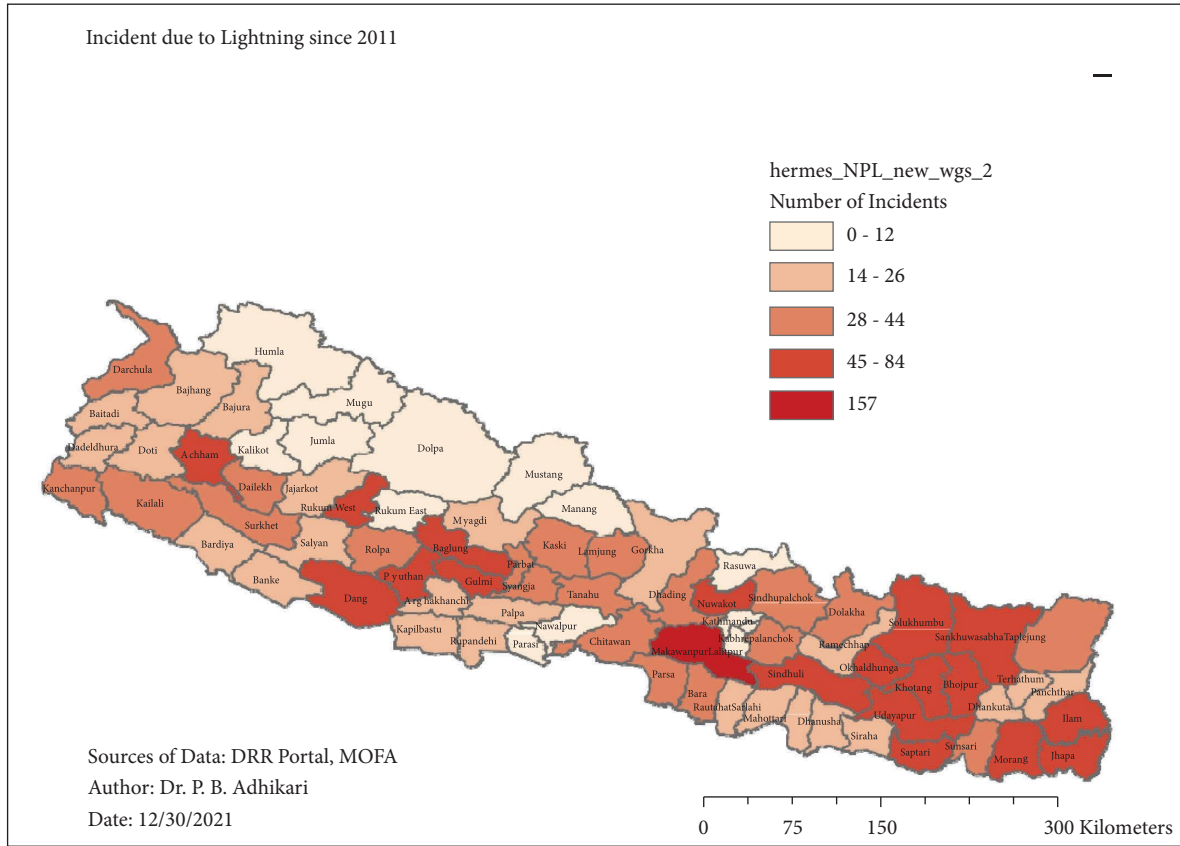 Incident due to Lightning since 2011
hermes_NPL_new_wgs_2
Number of Incidents
0 - 12
14 - 26
28 - 44
45 - 84
157
Humla
Darchula
Bajhang
Mugu
Baitadi
Bajura
Dadeldhura
Doti
Achham
Kalikot
Jumla
Dolpa
Mustang
Kanchanpur
Kailali
Dailekh
Jajarkot
Rukum West
Rukum East
Manang
Surkhet
Myagdi
Bardiya
Salyan
Rolpa
Baglung
Kaski
Lamjung
Gorkha
Parbat
Rasuwa
Banke
Pyuthan
Gulmi
Syangja
Tanahu
Dhading
Sindhupalchok
Dang
Arghakhanchi
Nuwakot
Dolakha
Palpa
Kathmandu
Solukhumbu
Kapilbastu
Rupandehi
Parasi
Nawalpur
Chitawan
Kabhrepalanchok
Ramechhap
Sankhuwasabha
Taplejung
Makawanpur
Lalitpur
Okhaldhunga
Parsa
Sindhuli
Khotang
Bhojpur
Terhathum
Panchthar
Bara
Rautuhat
Sarlahi
Mahottari
Dhanusha
Udayapur
Dhankuta
Ilam
Siraha
Saptari
Sunsari
Morang
Jhapa
Sources of Data: DRR Portal, MOFA
Author: Dr. P. B. Adhikari
Date: 12/30/2021
0 75 150 300 Kilometers